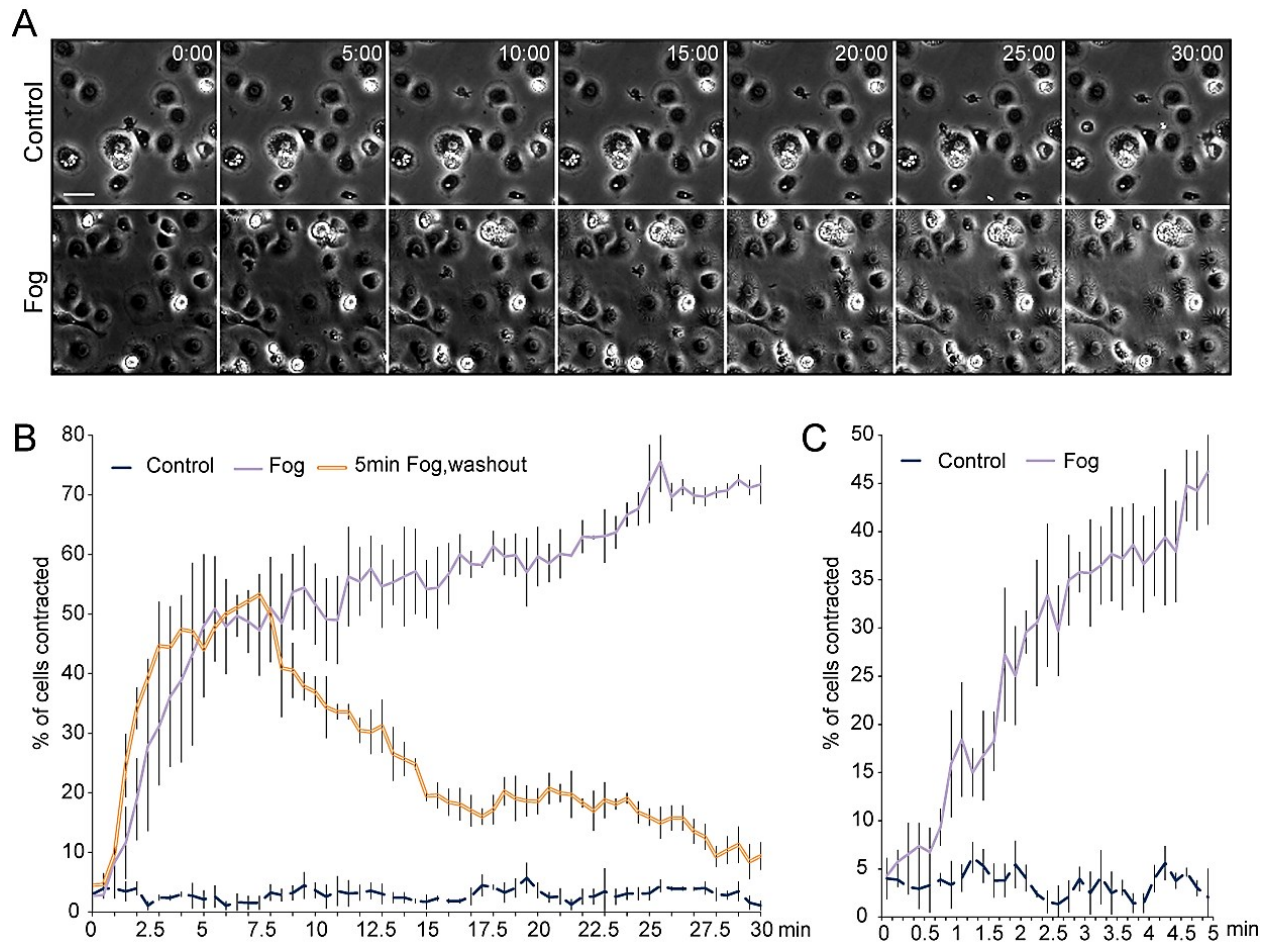 A
0:00 5:00 10:00 15:00 20:00 25:00 30:00
Control
Fog
B
Control Fog 5min Fog,washout
% of cells contracted
80
70
60
50
40
30
20
10
0
0 2.5 5 7.5 10 12.5 15 17.5 20 22.5 25 27.5 30 min
C
Control Fog
% of cells contracted
50
45
40
35
30
25
20
15
10
5
0
0 0.5 1 1.5 2 2.5 3 3.5 4 4.5 5 min